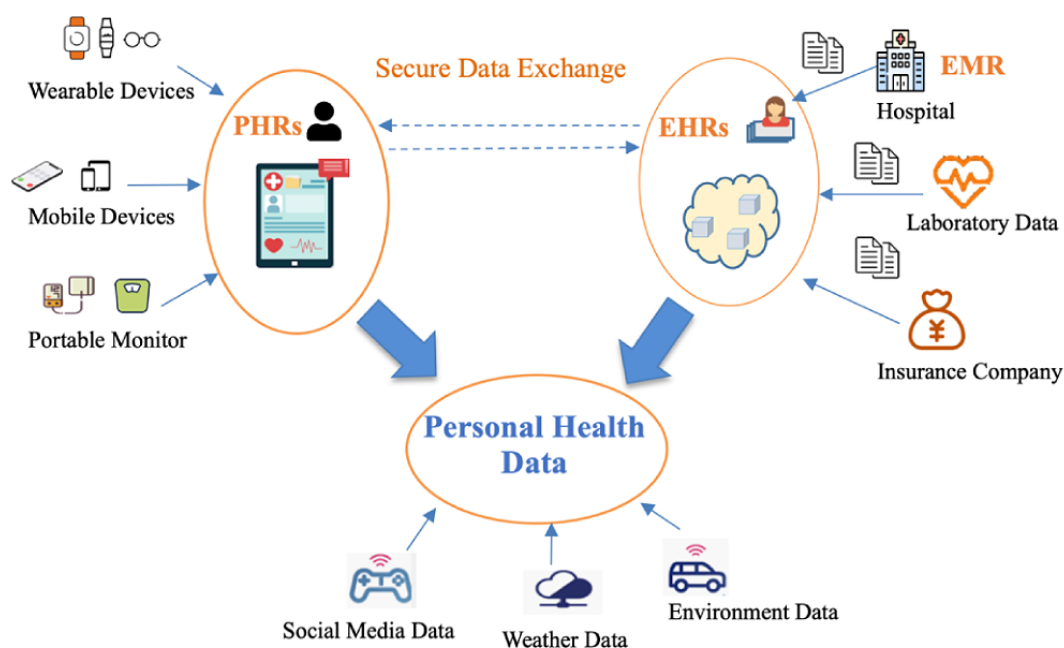 Wearable Devices
Secure Data Exchange
EMR
Hospital
PHRs
EHRs
Mobile Devices
Laboratory Data
Portable Monitor
¥
Insurance Company
Personal Health
Data
Social Media Data
Weather Data
Environment Data